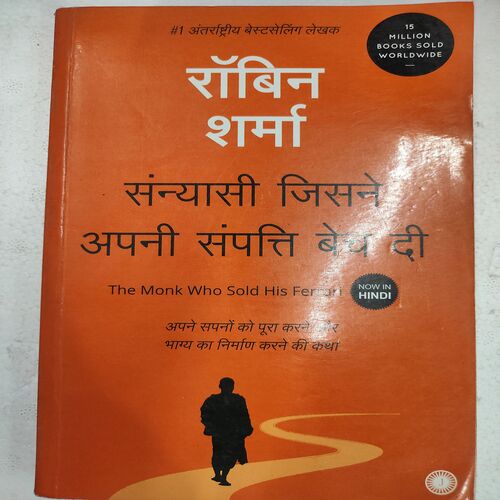 #1 अंतर्राष्ट्रीय बेस्टसेलिंग लेखक
15
MILLION
BOOKS SOLD
WORLDWIDE
रॉबिन
शर्मा
संन्यासी जिसने
अपनी संपत्ति बेच दी
The Monk Who Sold His Ferrari
NOW IN
HINDI
अपने सपनों को पूरा करने और
भाग्य का निर्माण करने की कथा
J